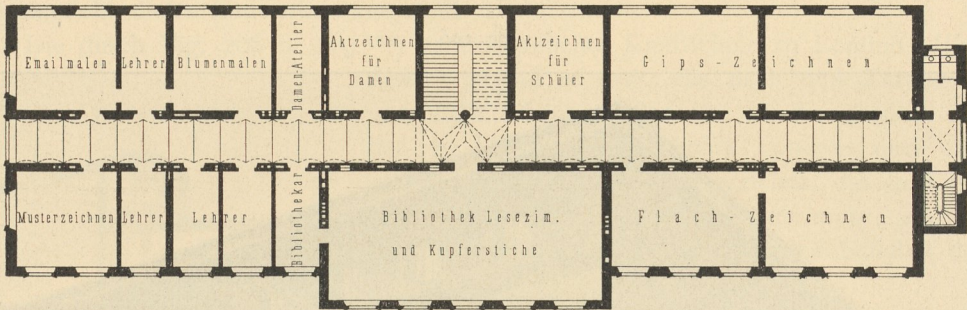 Emailmalen
Lehrer
Blumenmalen
Damen-Atelier
Aktzeichnen
für
Damen
Aktzeichnen
für
Schüler
Gips-Zeichnen
Musterzeichnen
Lehrer
Lehrer
Bibliothekar
Bibliothek Lesezim.
und Kupferstiche
Flach-Zeichnen